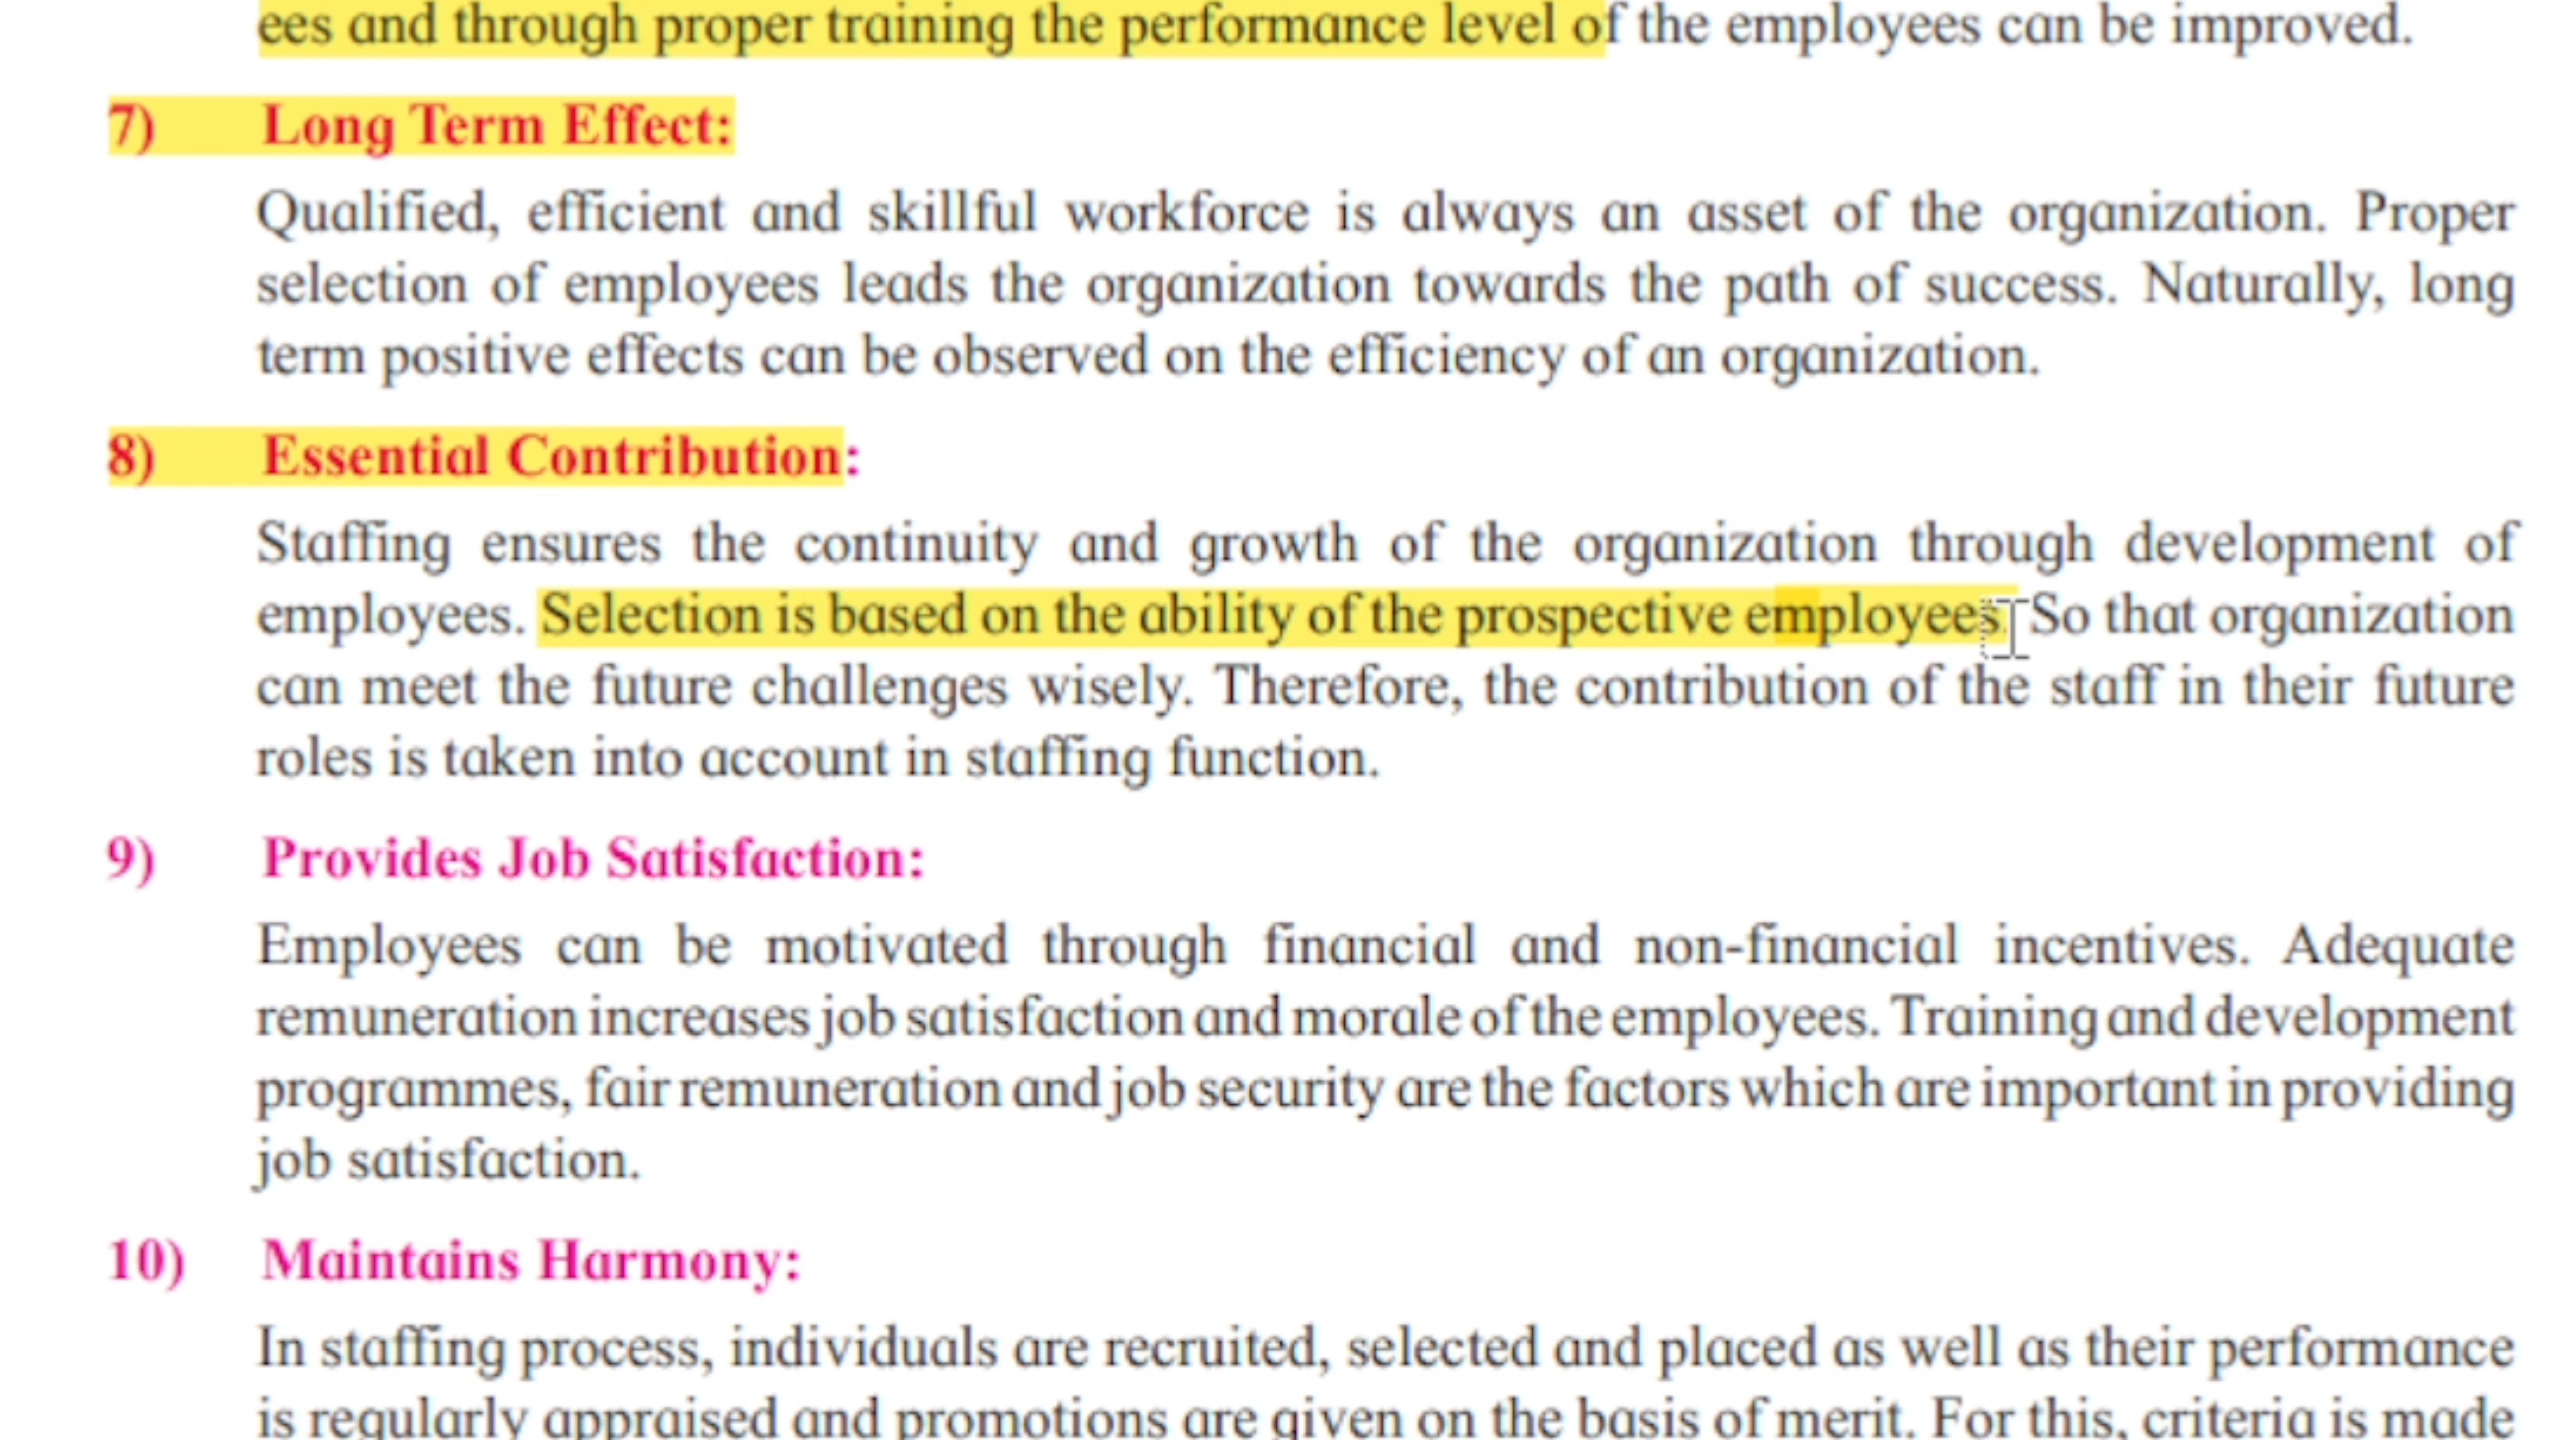 ees and through proper training the performance level of the employees can be improved.
7) Long Term Effect:
Qualified, efficient and skillful workforce is always an asset of the organization. Proper
selection of employees leads the organization towards the path of success. Naturally, long
term positive effects can be observed on the efficiency of an organization.
8) Essential Contribution:
Staffing ensures the continuity and growth of the organization through development of
employees. Selection is based on the ability of the prospective employees. So that organization
can meet the future challenges wisely. Therefore, the contribution of the staff in their future
roles is taken into account in staffing function.
9) Provides Job Satisfaction:
Employees can be motivated through financial and non-financial incentives. Adequate
remuneration increases job satisfaction and morale of the employees. Training and development
programmes, fair remuneration and job security are the factors which are important in providing
job satisfaction.
10) Maintains Harmony:
In staffing process, individuals are recruited, selected and placed as well as their performance
is regularly appraised and promotions are given on the basis of merit. For this, criteria is made